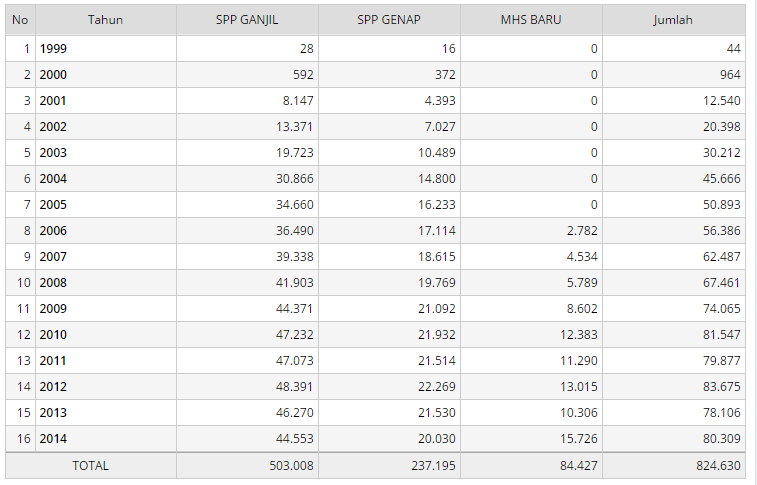 No Tahun SPP GANJIL SPP GENAP MHS BARU Jumlah
1 1999 28 16 0 44
2 2000 592 372 0 964
3 2001 8.147 4.393 0 12.540
4 2002 13.371 7.027 0 20.398
5 2003 19.723 10.489 0 30.212
6 2004 30.866 14.800 0 45.666
7 2005 34.660 16.233 0 50.893
8 2006 36.490 17.114 2.782 56.386
9 2007 39.338 18.615 4.534 62.487
10 2008 41.903 19.769 5.789 67.461
11 2009 44.371 21.092 8.602 74.065
12 2010 47.232 21.932 12.383 81.547
13 2011 47.073 21.514 11.290 79.877
14 2012 48.391 22.269 13.015 83.675
15 2013 46.270 21.530 10.306 78.106
16 2014 44.553 20.030 15.726 80.309
TOTAL 503.008 237.195 84.427 824.630